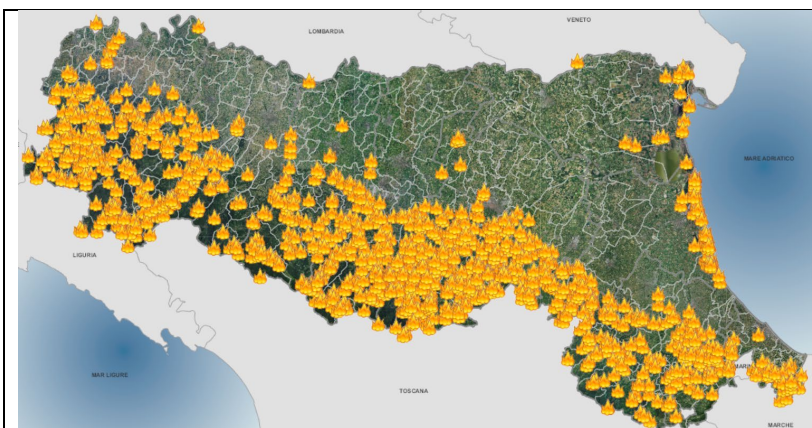 LOMBARDIA
VENETO
MARE ADRIATICO
LIGURIA
MAR LIGURE
TOSCANA
MARCHE